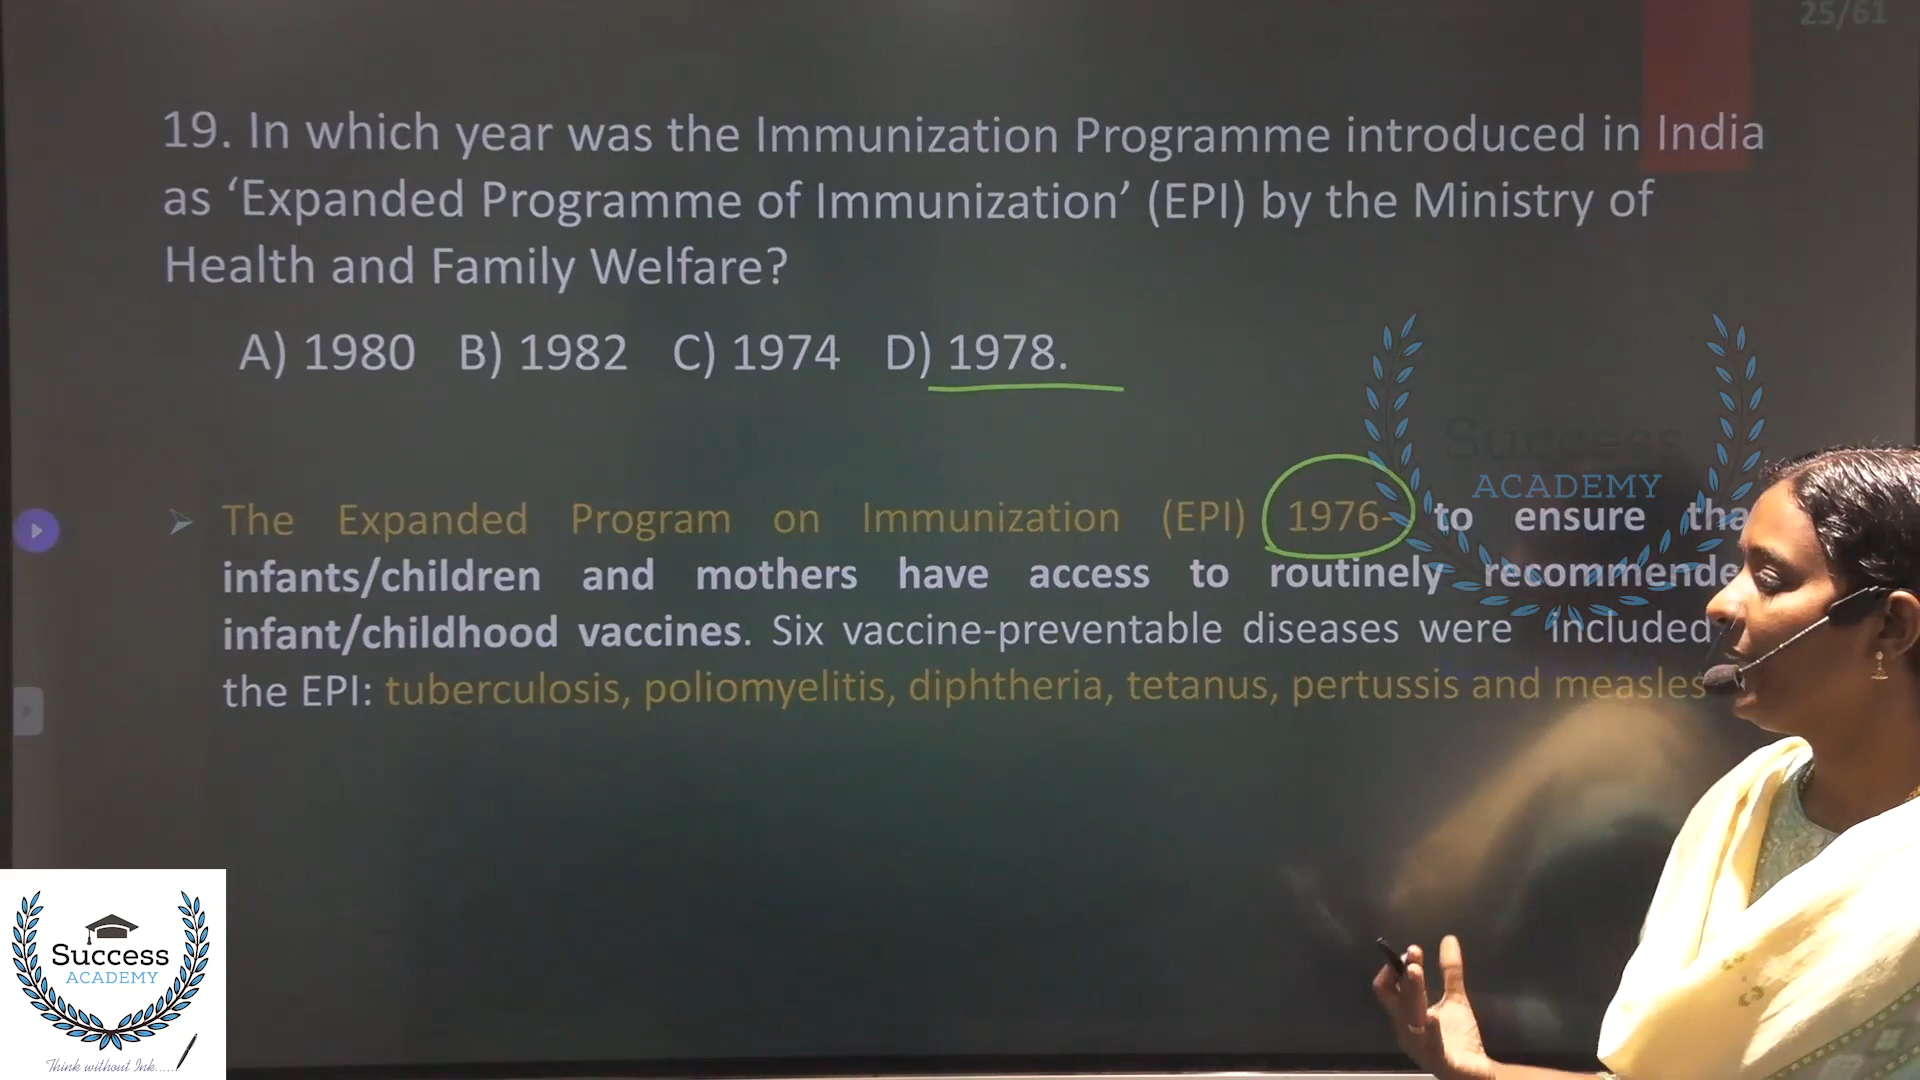 25/61
19. In which year was the Immunization Programme introduced in India
as ‘Expanded Programme of Immunization’ (EPI) by the Ministry of
Health and Family Welfare?
A) 1980 B) 1982 C) 1974 D) 1978.
Success
ACADEMY
➢ The Expanded Program on Immunization (EPI) 1976- to ensure
infants/children and mothers have access to routinely
infant/childhood vaccines. Six vaccine-preventable diseases were included
the EPI: tuberculosis, poliomyelitis, diphtheria, tetanus, pertussis and measles
Success
ACADEMY
Think without Ink.....